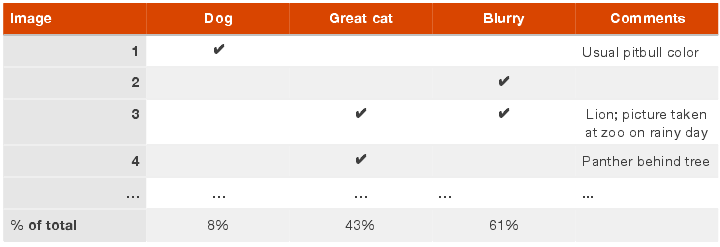 Image Dog Great cat Blurry Comments
1 ✔ Usual pitbull color
2 ✔
3 ✔ ✔ Lion; picture taken
at zoo on rainy day
4 ✔ Panther behind tree
... ... ... ... ...
% of total 8% 43% 61%